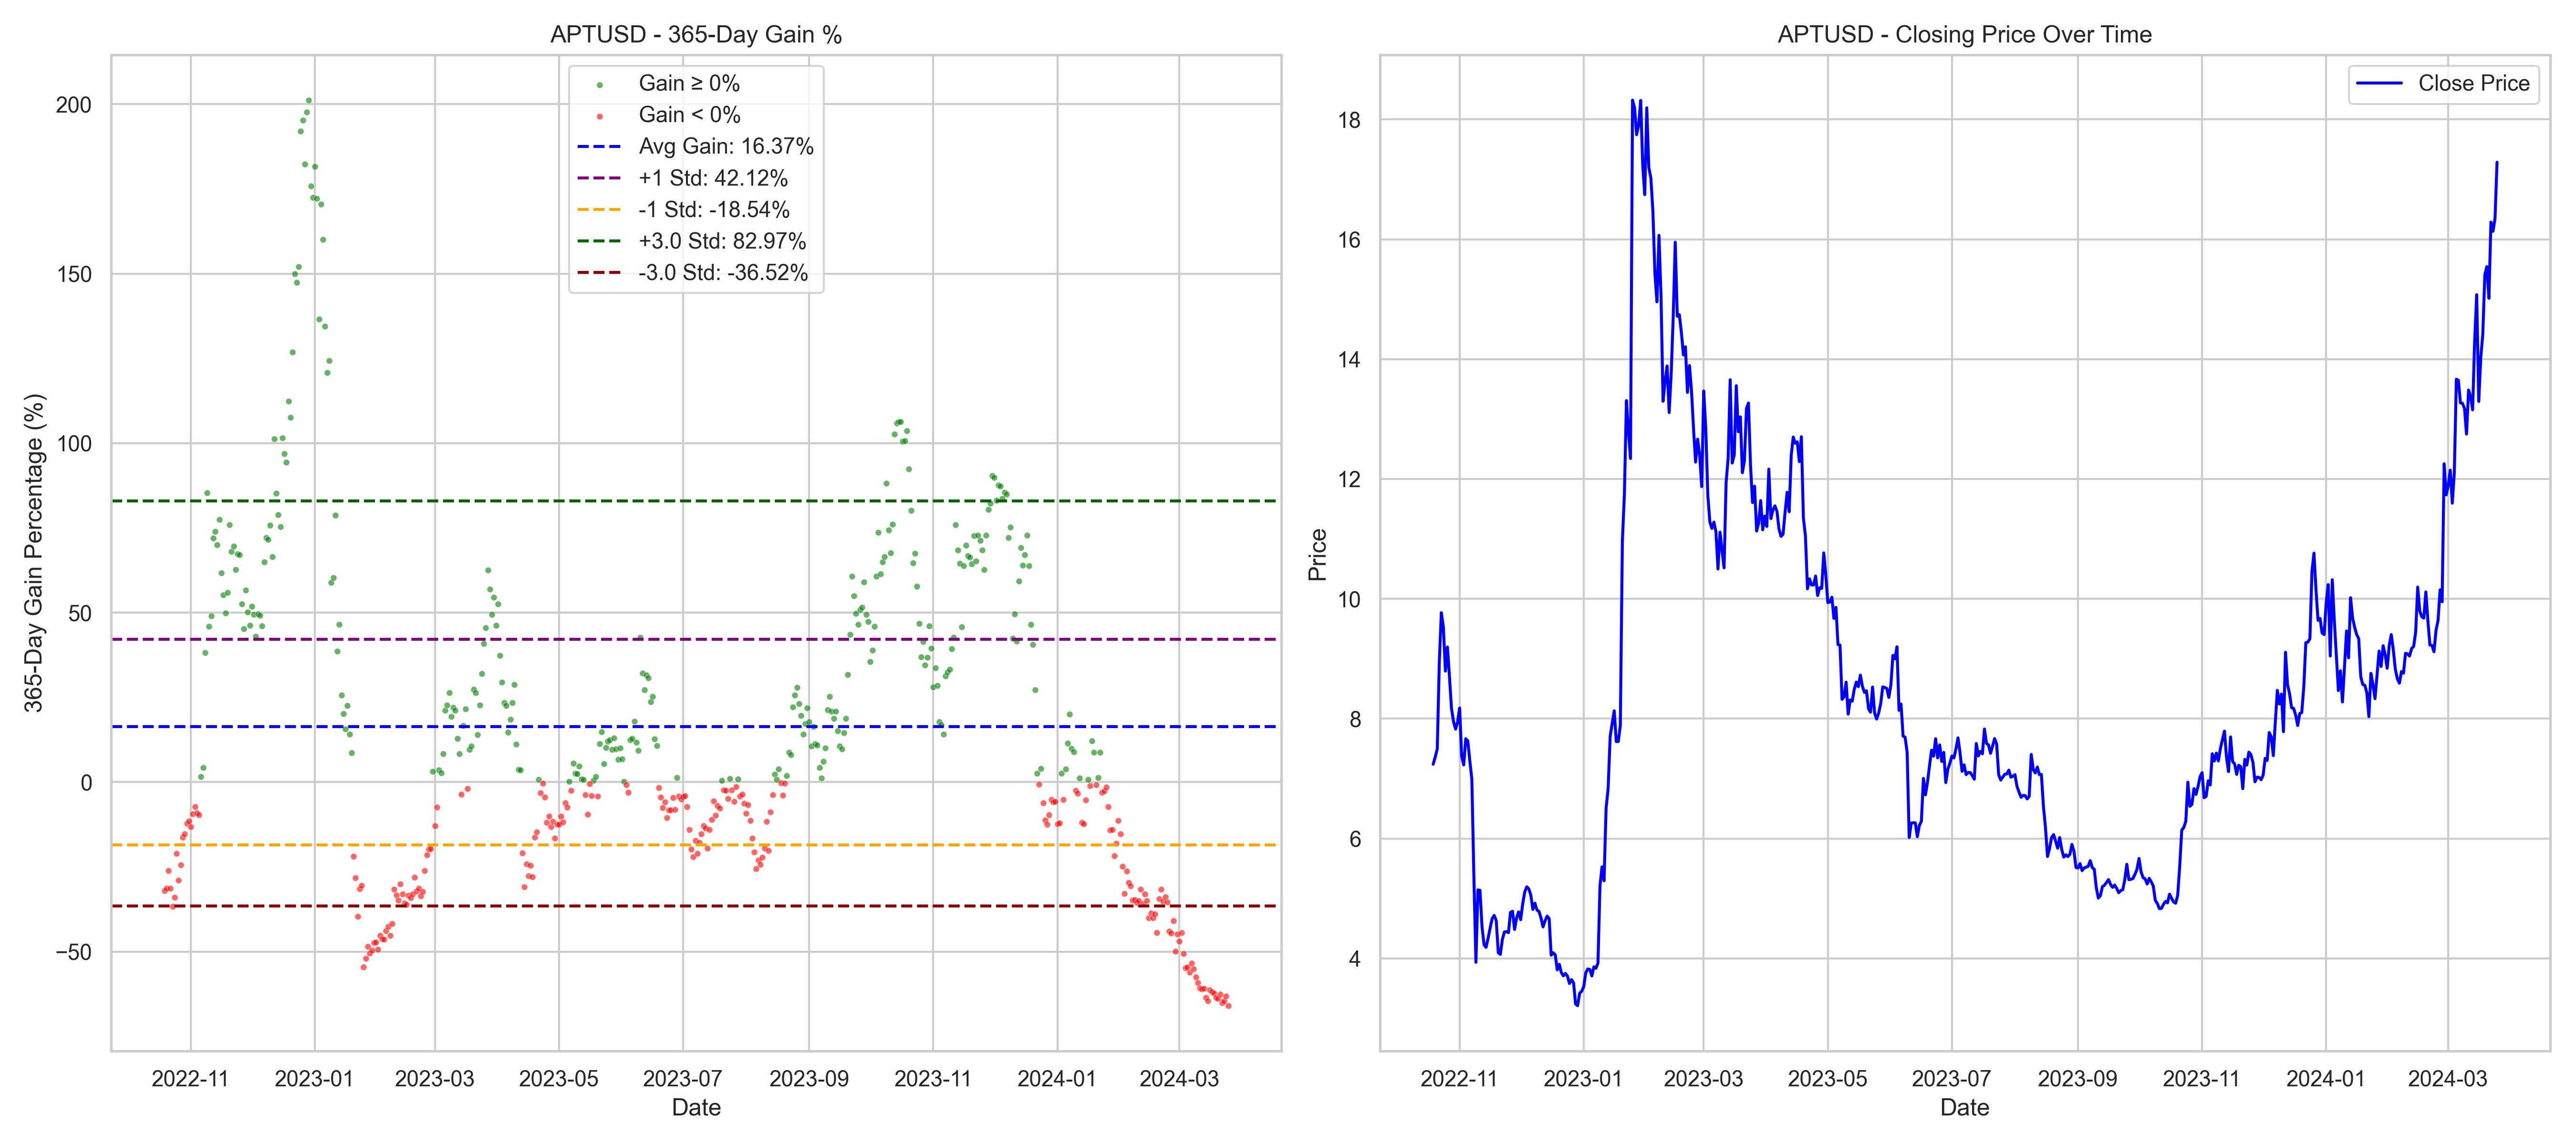 APTUSD - 365-Day Gain %
Gain ≥ 0%
Gain < 0%
Avg Gain: 16.37%
+1 Std: 42.12%
-1 Std: -18.54%
+3.0 Std: 82.97%
-3.0 Std: -36.52%
365-Day Gain Percentage (%)
200
150
100
50
0
−50
2022-11 2023-01 2023-03 2023-05 2023-07 2023-09 2023-11 2024-01 2024-03
Date
APTUSD - Closing Price Over Time
Close Price
Price
18
16
14
12
10
8
6
4
2022-11 2023-01 2023-03 2023-05 2023-07 2023-09 2023-11 2024-01 2024-03
Date